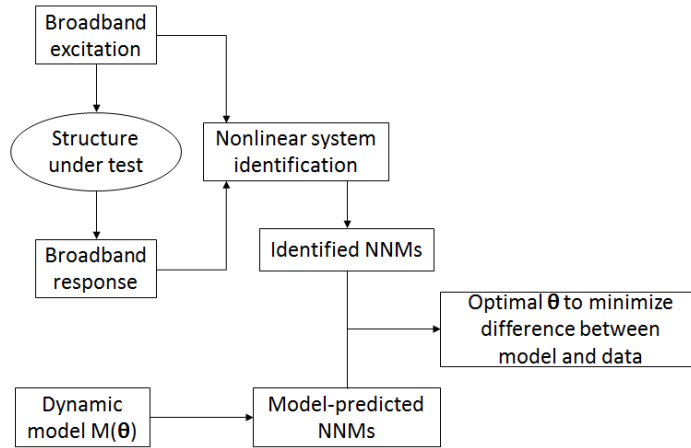 Broadband
excitation
Structure
under test
Nonlinear system
identification
Broadband
response
Identified NNMs
Optimal θ to minimize
difference between
model and data
Dynamic
model M(θ)
Model-predicted
NNMs